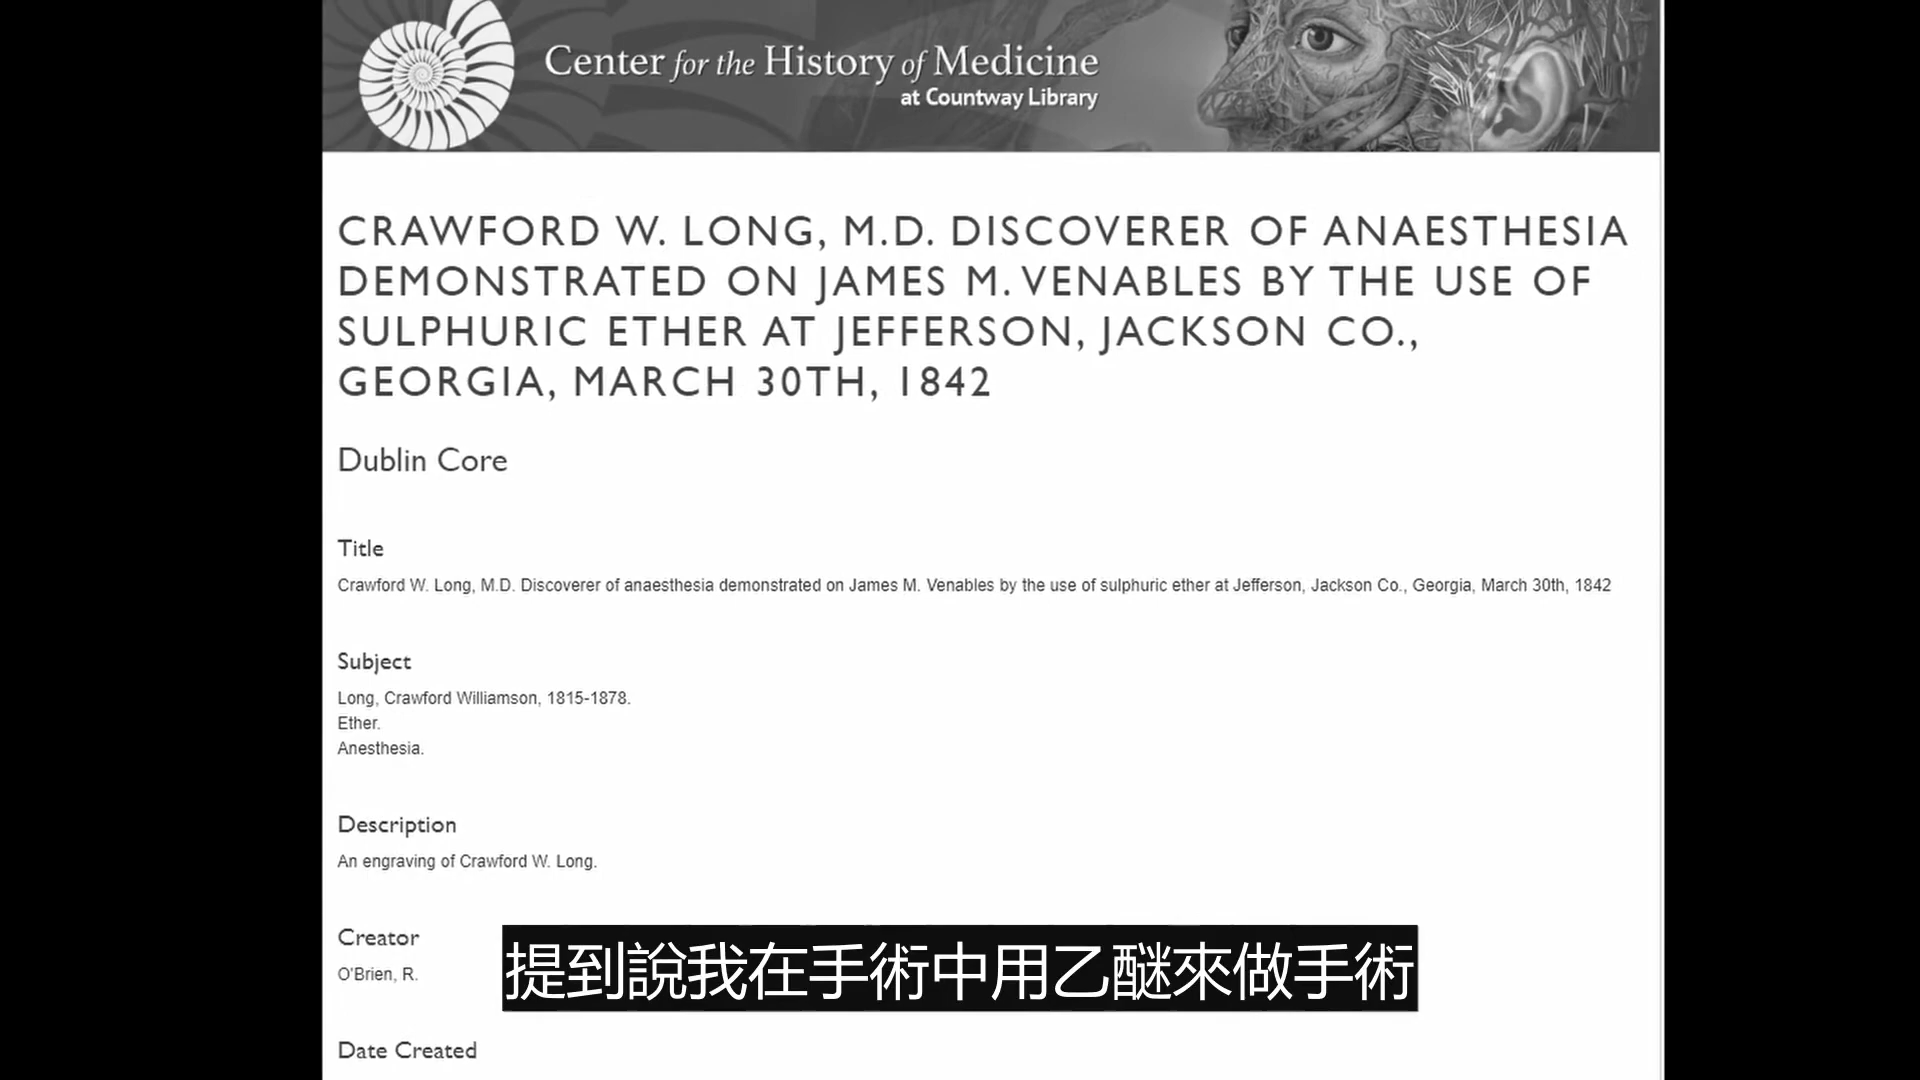 Center for the History of Medicine
at Countway Library
CRAWFORD W. LONG, M.D. DISCOVERER OF ANAESTHESIA
DEMONSTRATED ON JAMES M. VENABLES BY THE USE OF
SULPHURIC ETHER AT JEFFERSON, JACKSON CO.,
GEORGIA, MARCH 30TH, 1842
Dublin Core
Title
Crawford W. Long, M.D. Discoverer of anaesthesia demonstrated on James M. Venables by the use of sulphuric ether at Jefferson, Jackson Co., Georgia, March 30th, 1842
Subject
Long, Crawford Williamson, 1815-1878.
Ether.
Anesthesia.
Description
An engraving of Crawford W. Long.
Creator
O'Brien, R.
提到說我在手術中用乙醚來做手術
Date Created